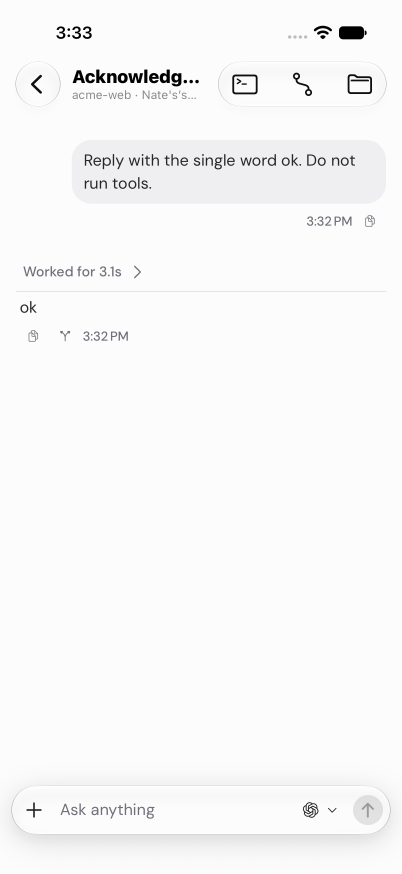 3:33
Acknowledg...
acme-web · Nate's's...
Reply with the single word ok. Do not
run tools.
3:32 PM
Worked for 3.1s
ok
3:32 PM
Ask anything